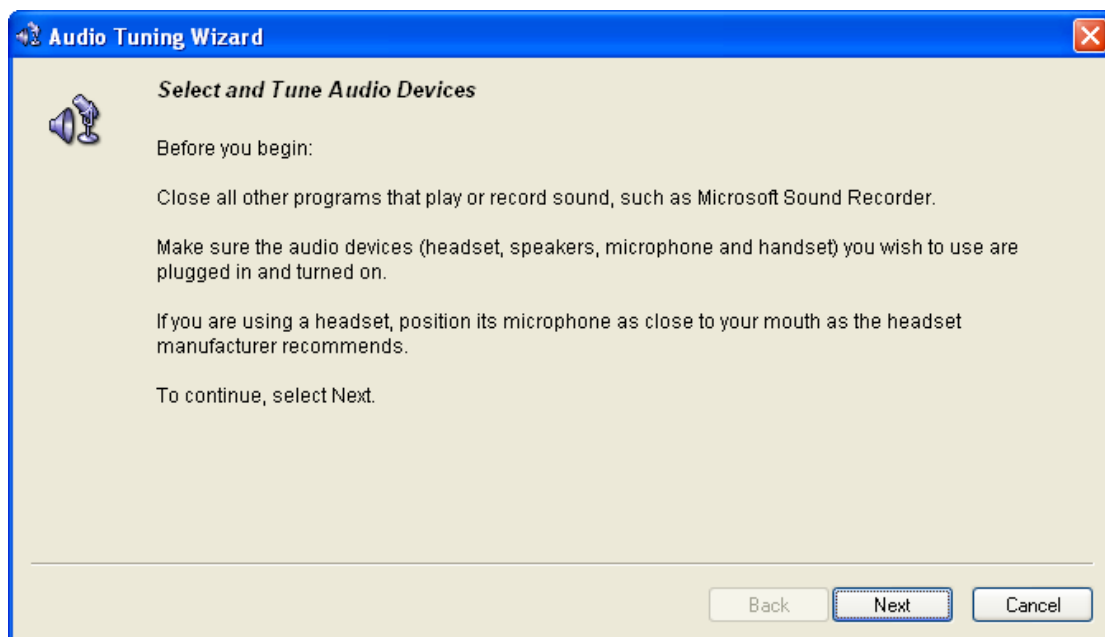 Audio Tuning Wizard
Select and Tune Audio Devices
Before you begin:
Close all other programs that play or record sound, such as Microsoft Sound Recorder.
Make sure the audio devices (headset, speakers, microphone and handset) you wish to use are
plugged in and turned on.
If you are using a headset, position its microphone as close to your mouth as the headset
manufacturer recommends.
To continue, select Next.
Back Next Cancel